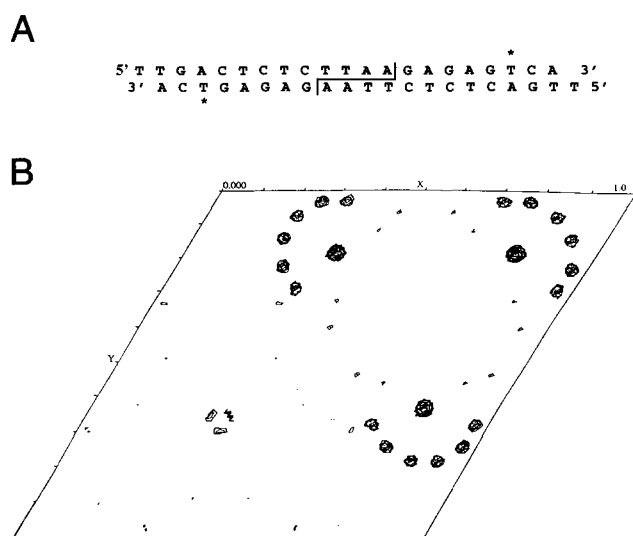 A
*
5' T T G A C T C T C T T A A G A G A G T C A 3'
3' A C T G A G A G A A T T C T C T C A G T T 5'
*
B
0.000 X 1.0
Y